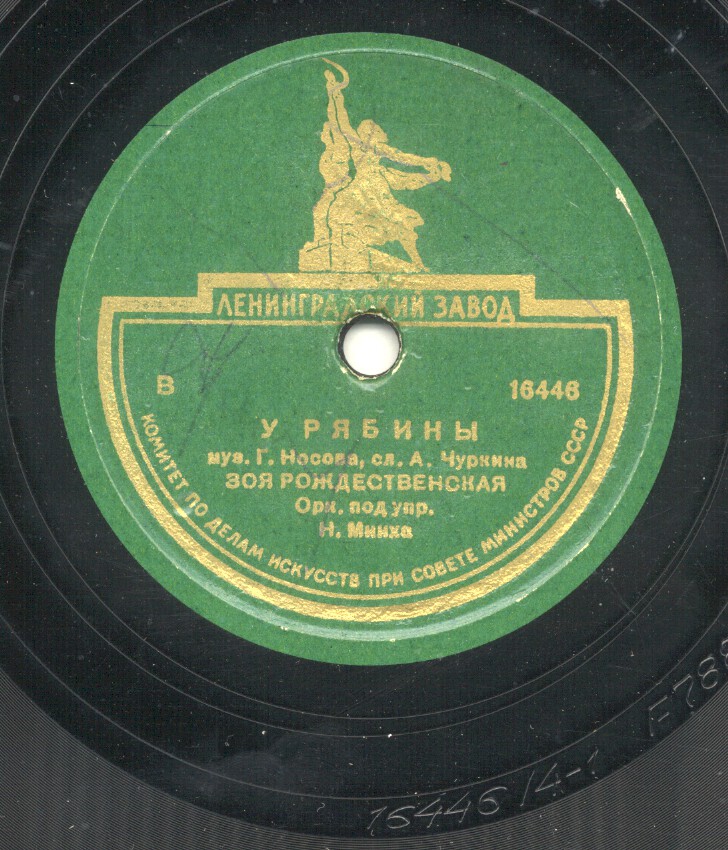 ЛЕНИНГРАДСКИЙ ЗАВОД
В 16446
У РЯБИНЫ
муз. Г. Носова, сл. А. Чуркина
ЗОЯ РОЖДЕСТВЕНСКАЯ
Орк. под упр.
Н. Минха
КОМИТЕТ ПО ДЕЛАМ ИСКУССТВ ПРИ СОВЕТЕ МИНИСТРОВ СССР
16446/4-1